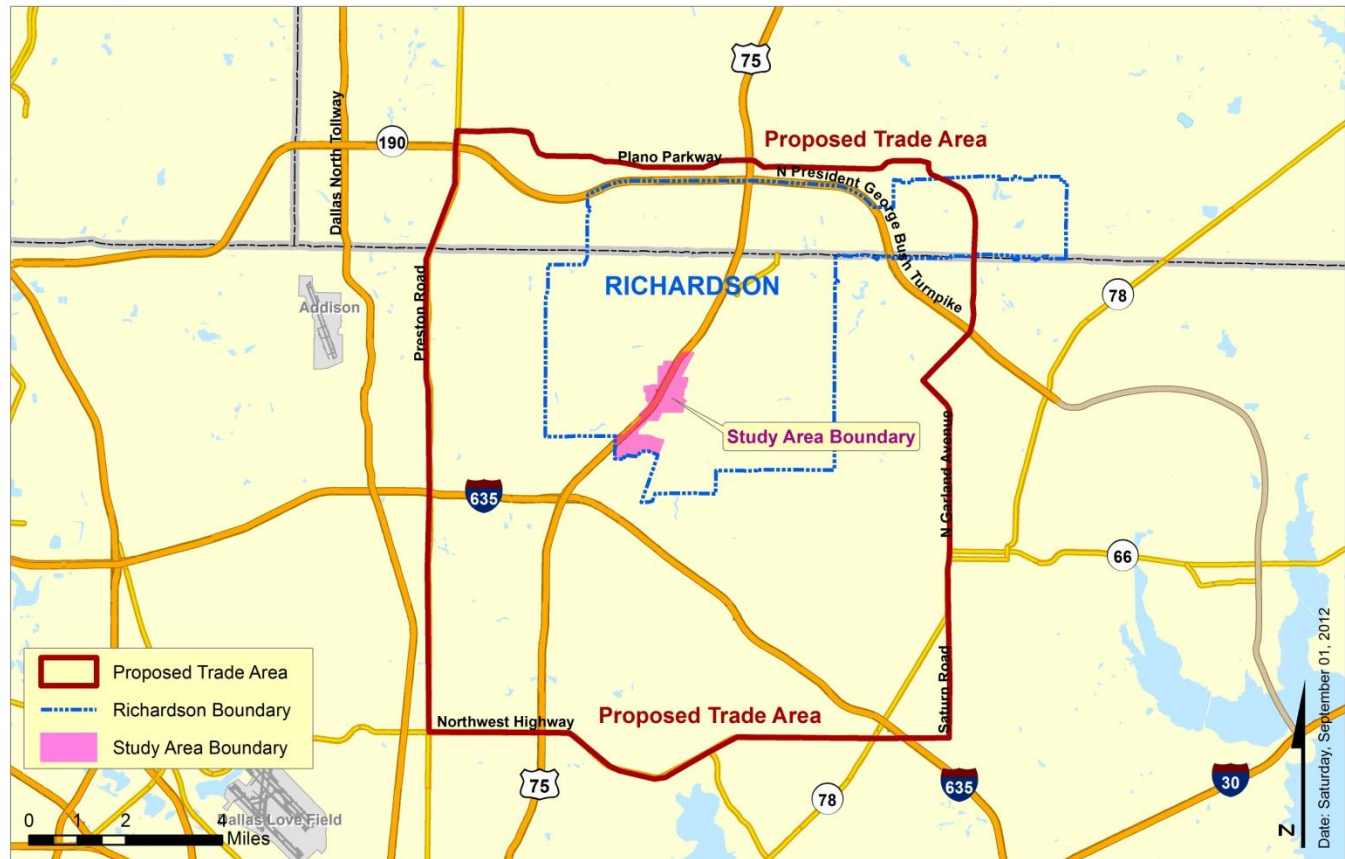 75
Proposed Trade Area
190
Plano Parkway
Dallas North Tollway
N President George Bush Turnpike
RICHARDSON
78
Addison
Preston Road
Study Area Boundary
N Garland Avenue
635
66
Proposed Trade Area
Richardson Boundary
Study Area Boundary
Northwest Highway
Proposed Trade Area
Saturn Road
75
78
635
30
Dallas Love Field
0 1 2 4
Miles
N
Date: Saturday, September 01, 2012